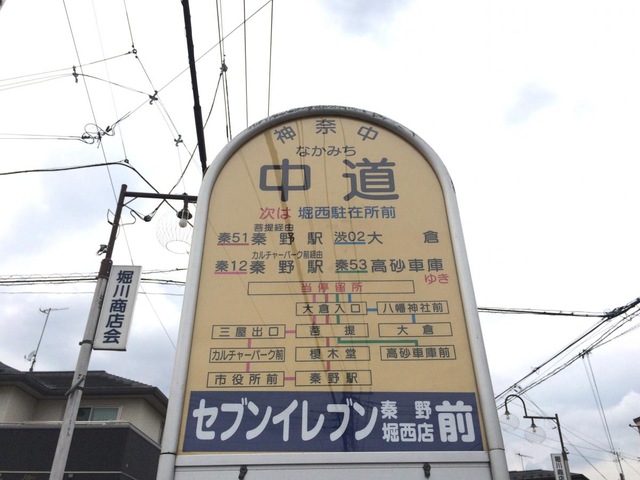 神奈中
なかみち
中道
次は 堀西駐在所前
菩提経由
秦51 秦野駅 渋02 大倉
カルチャーパーク前経由
秦12 秦野駅 秦53 高砂車庫
ゆき
当停留所
大倉入口 八幡神社前
三屋出口 菩提 大倉
カルチャーパーク前 榎木堂 高砂車庫前
市役所前 秦野駅
セブンイレブン 秦野堀西店 前
堀川商店会